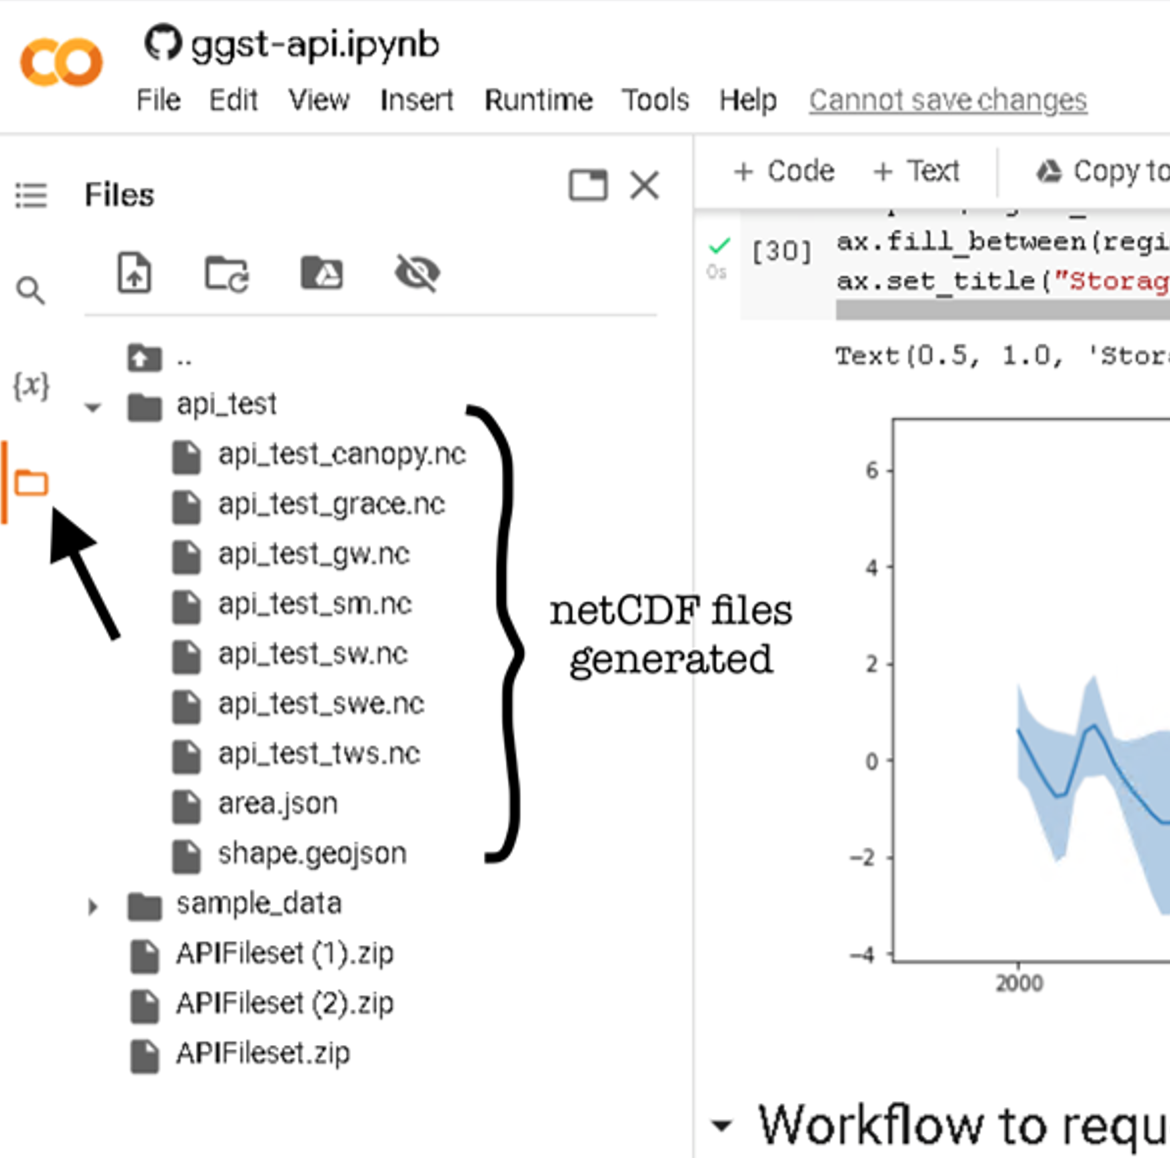 ggst-api.ipynb
File Edit View Insert Runtime Tools Help Cannot save changes
Files
+ Code + Text Copy to
{x}
[30]
0s
ax.fill_between(regi
ax.set_title("Storag
Text(0.5, 1.0, 'Stor
..
api_test
api_test_canopy.nc
api_test_grace.nc
api_test_gw.nc
api_test_sm.nc
api_test_sw.nc
api_test_swe.nc
api_test_tws.nc
area.json
shape.geojson
sample_data
APIFileset (1).zip
APIFileset (2).zip
APIFileset.zip
netCDF files
generated
6
4
2
0
−2
−4
2000
Workflow to requ